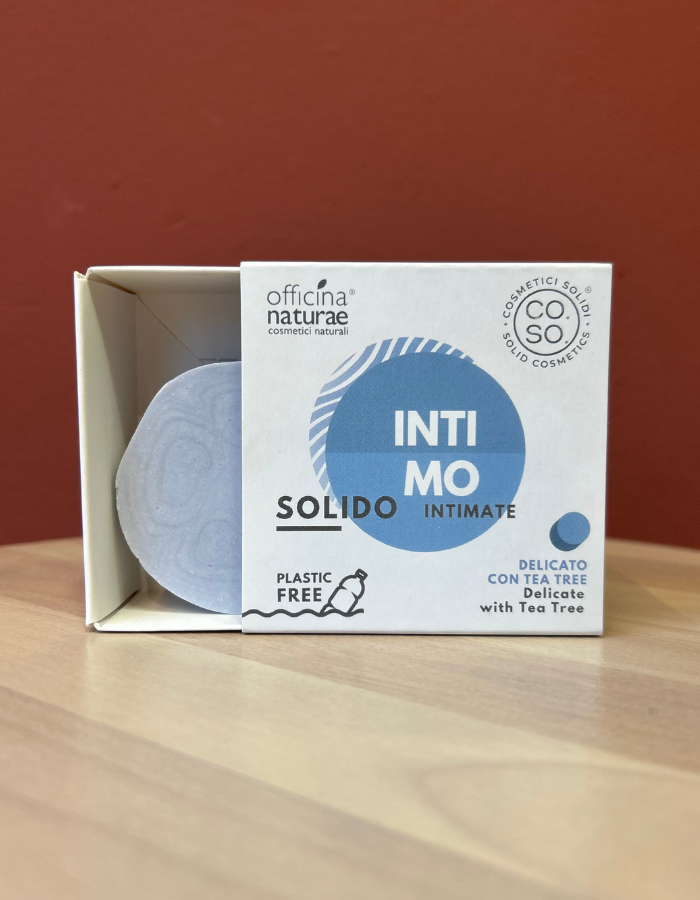 officina®
naturae
cosmetici naturali
· COSMETICI SOLIDI ·
®
CO.
SO.
SOLID COSMETICS
INTI
MO
SOLIDO
INTIMATE
PLASTIC
FREE
DELICATO
CON TEA TREE
Delicate
with Tea Tree